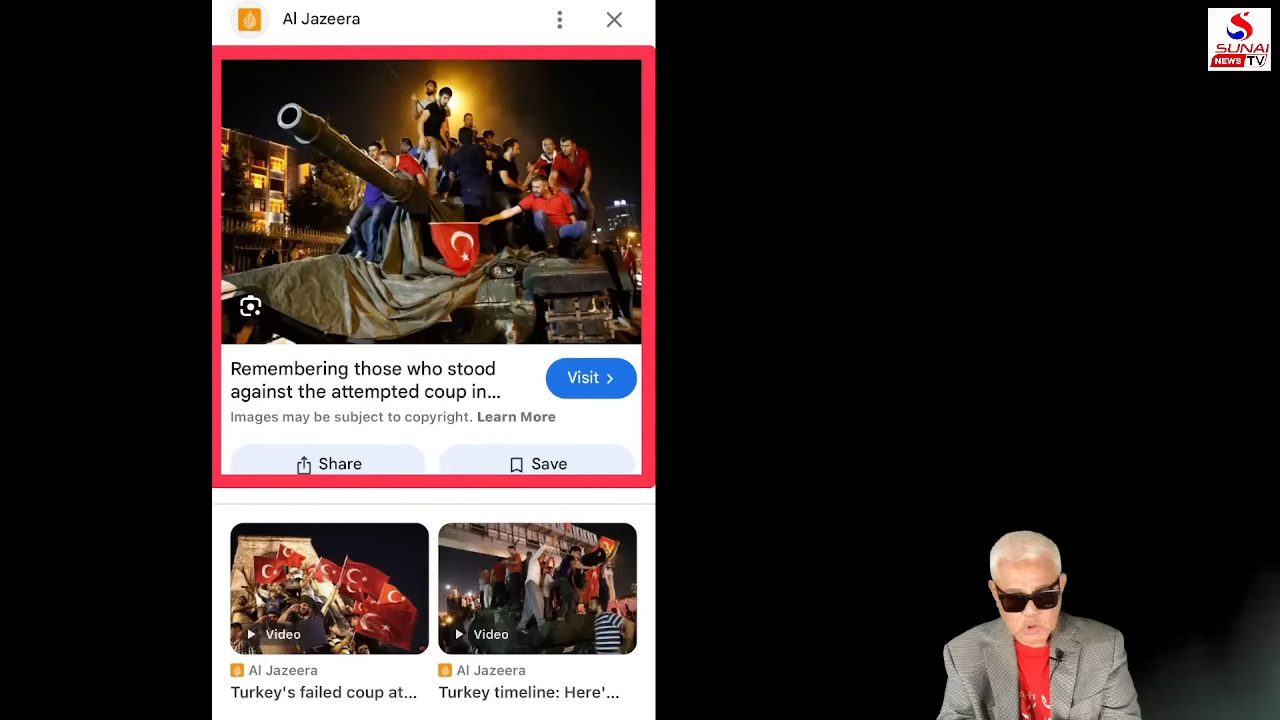 Al Jazeera
SUNAI
NEWS TV
Remembering those who stood
against the attempted coup in...
Visit
Images may be subject to copyright. Learn More
Share
Save
Video
Video
Al Jazeera
Al Jazeera
Turkey's failed coup at...
Turkey timeline: Here'...